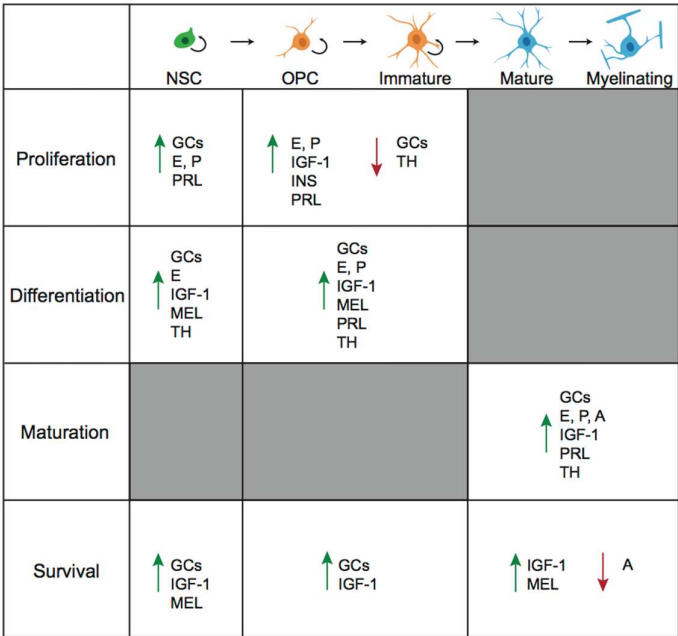 NSC OPC Immature Mature Myelinating
Proliferation
GCs
E, P
PRL
E, P
IGF-1
INS
PRL
GCs
TH
Differentiation
GCs
E
IGF-1
MEL
TH
GCs
E, P
IGF-1
MEL
PRL
TH
Maturation
GCs
E, P, A
IGF-1
PRL
TH
Survival
GCs
IGF-1
MEL
GCs
IGF-1
IGF-1
MEL
A